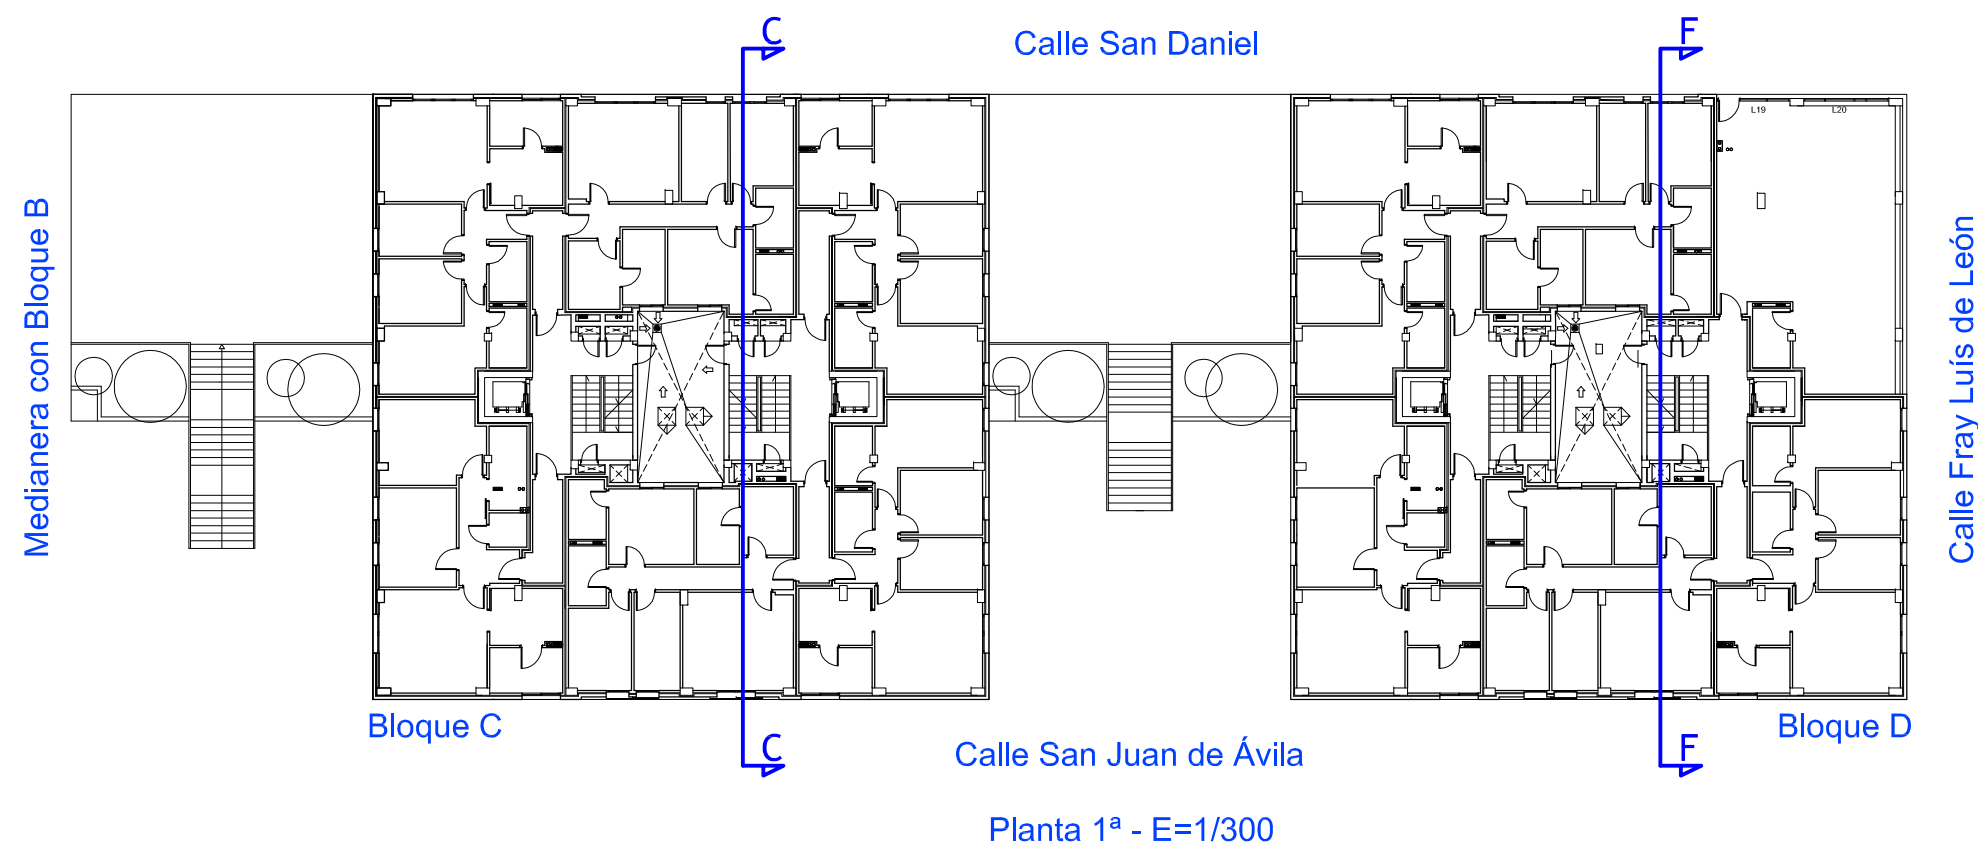 C
F
Calle San Daniel
L19
L20
Medianera con Bloque B
Calle Fray Luís de León
Bloque C
Bloque D
C
F
Calle San Juan de Ávila
Planta 1ª - E=1/300